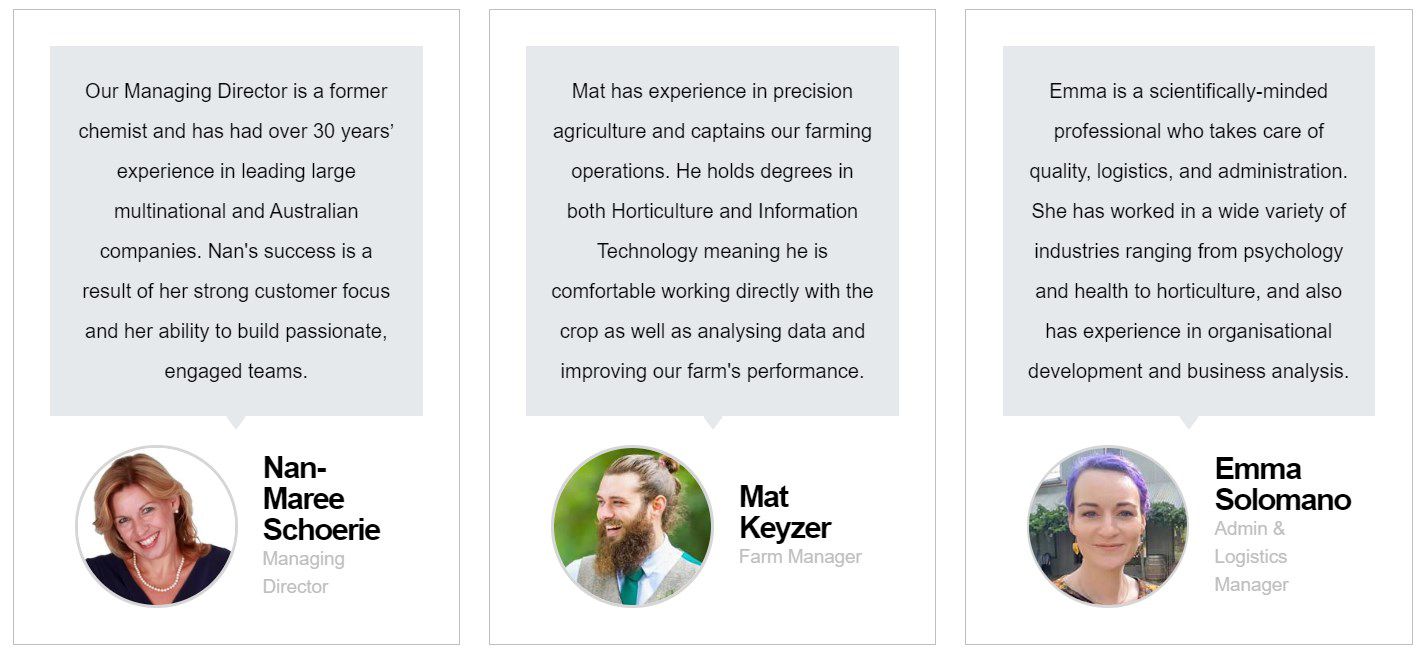 Our Managing Director is a former
chemist and has had over 30 years’
experience in leading large
multinational and Australian
companies. Nan's success is a
result of her strong customer focus
and her ability to build passionate,
engaged teams.
Nan-
Maree
Schoerie
Managing
Director
Mat has experience in precision
agriculture and captains our farming
operations. He holds degrees in
both Horticulture and Information
Technology meaning he is
comfortable working directly with the
crop as well as analysing data and
improving our farm's performance.
Mat
Keyzer
Farm Manager
Emma is a scientifically-minded
professional who takes care of
quality, logistics, and administration.
She has worked in a wide variety of
industries ranging from psychology
and health to horticulture, and also
has experience in organisational
development and business analysis.
Emma
Solomano
Admin &
Logistics
Manager